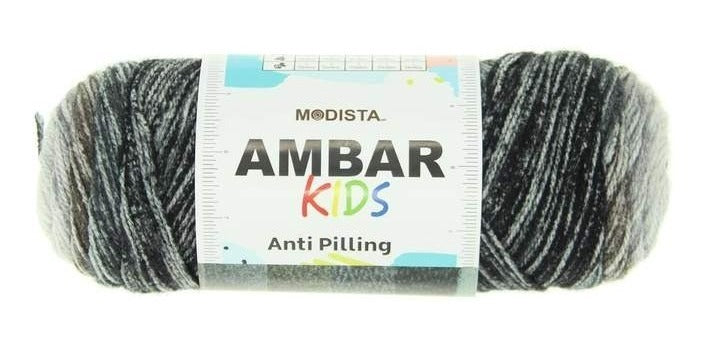 MODISTA
AMBAR
KiDS
Anti Pilling